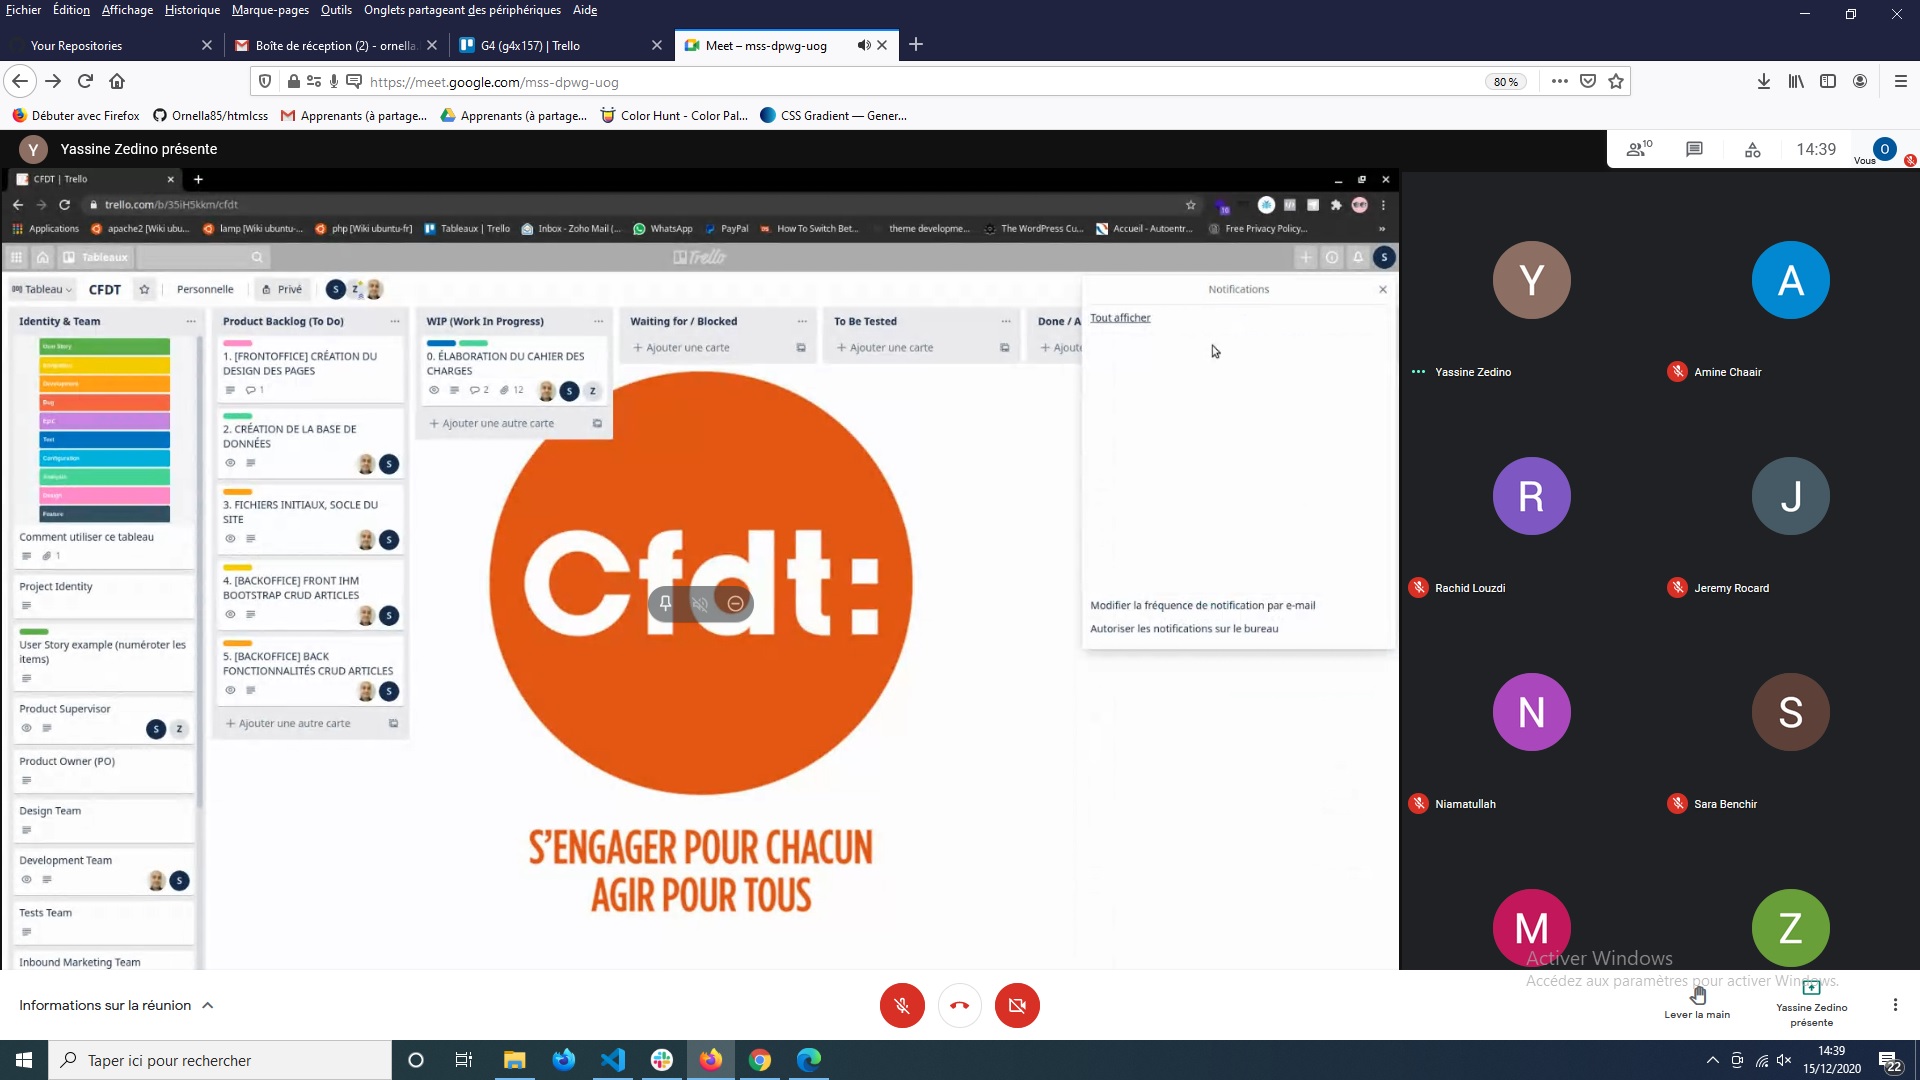 Fichier Édition Affichage Historique Marque-pages Outils Onglets partageant des périphériques Aide
Your Repositories
Boîte de réception (2) - ornella.
G4 (g4x157) | Trello
Meet – mss-dpwg-uog
https://meet.google.com/mss-dpwg-uog
80 %
Débuter avec Firefox
Ornella85/htmlcss
Apprenants (à partage...
Apprenants (à partage...
Color Hunt - Color Pal...
CSS Gradient — Gener...
Y
Yassine Zedino présente
10
14:39
Vous
O
CFDT | Trello
trello.com/b/35iH5kkm/cfdt
10
Applications
apache2 [Wiki ubu...
lamp [Wiki ubuntu-...
php [Wiki ubuntu-fr]
Tableaux | Trello
Inbox - Zoho Mail (...
WhatsApp
PayPal
How To Switch Bet...
theme developme...
The WordPress Cu...
Accueil - Autoentr...
Free Privacy Policy...
Tableaux
Trello
S
Tableau
CFDT
Personnelle
Privé
S
Z
Identity & Team
User Story
Bug
Epic
Configuration
Analysis
Design
Feature
Comment utiliser ce tableau
1
Project Identity
User Story example (numéroter les
items)
Product Supervisor
S
Z
Product Owner (PO)
Design Team
Development Team
S
Tests Team
Inbound Marketing Team
Product Backlog (To Do)
1. [FRONTOFFICE] CRÉATION DU
DESIGN DES PAGES
1
2. CRÉATION DE LA BASE DE
DONNÉES
S
3. FICHIERS INITIAUX, SOCLE DU
SITE
S
4. [BACKOFFICE] FRONT IHM
BOOTSTRAP CRUD ARTICLES
S
5. [BACKOFFICE] BACK
FONCTIONNALITÉS CRUD ARTICLES
S
+ Ajouter une autre carte
WIP (Work In Progress)
0. ÉLABORATION DU CAHIER DES
CHARGES
2
12
S
Z
+ Ajouter une autre carte
Waiting for / Blocked
+ Ajouter une carte
To Be Tested
+ Ajouter une carte
Done / A
+ Ajout
Notifications
Tout afficher
Modifier la fréquence de notification par e-mail
Autoriser les notifications sur le bureau
Cfdt:
S'ENGAGER POUR CHACUN
AGIR POUR TOUS
Y
Yassine Zedino
A
Amine Chaair
R
Rachid Louzdi
J
Jeremy Rocard
N
Niamatullah
S
Sara Benchir
M
Z
Activer Windows
Accédez aux paramètres pour activer Windows.
Informations sur la réunion
Lever la main
Yassine Zedino
présente
Taper ici pour rechercher
14:39
15/12/2020
22